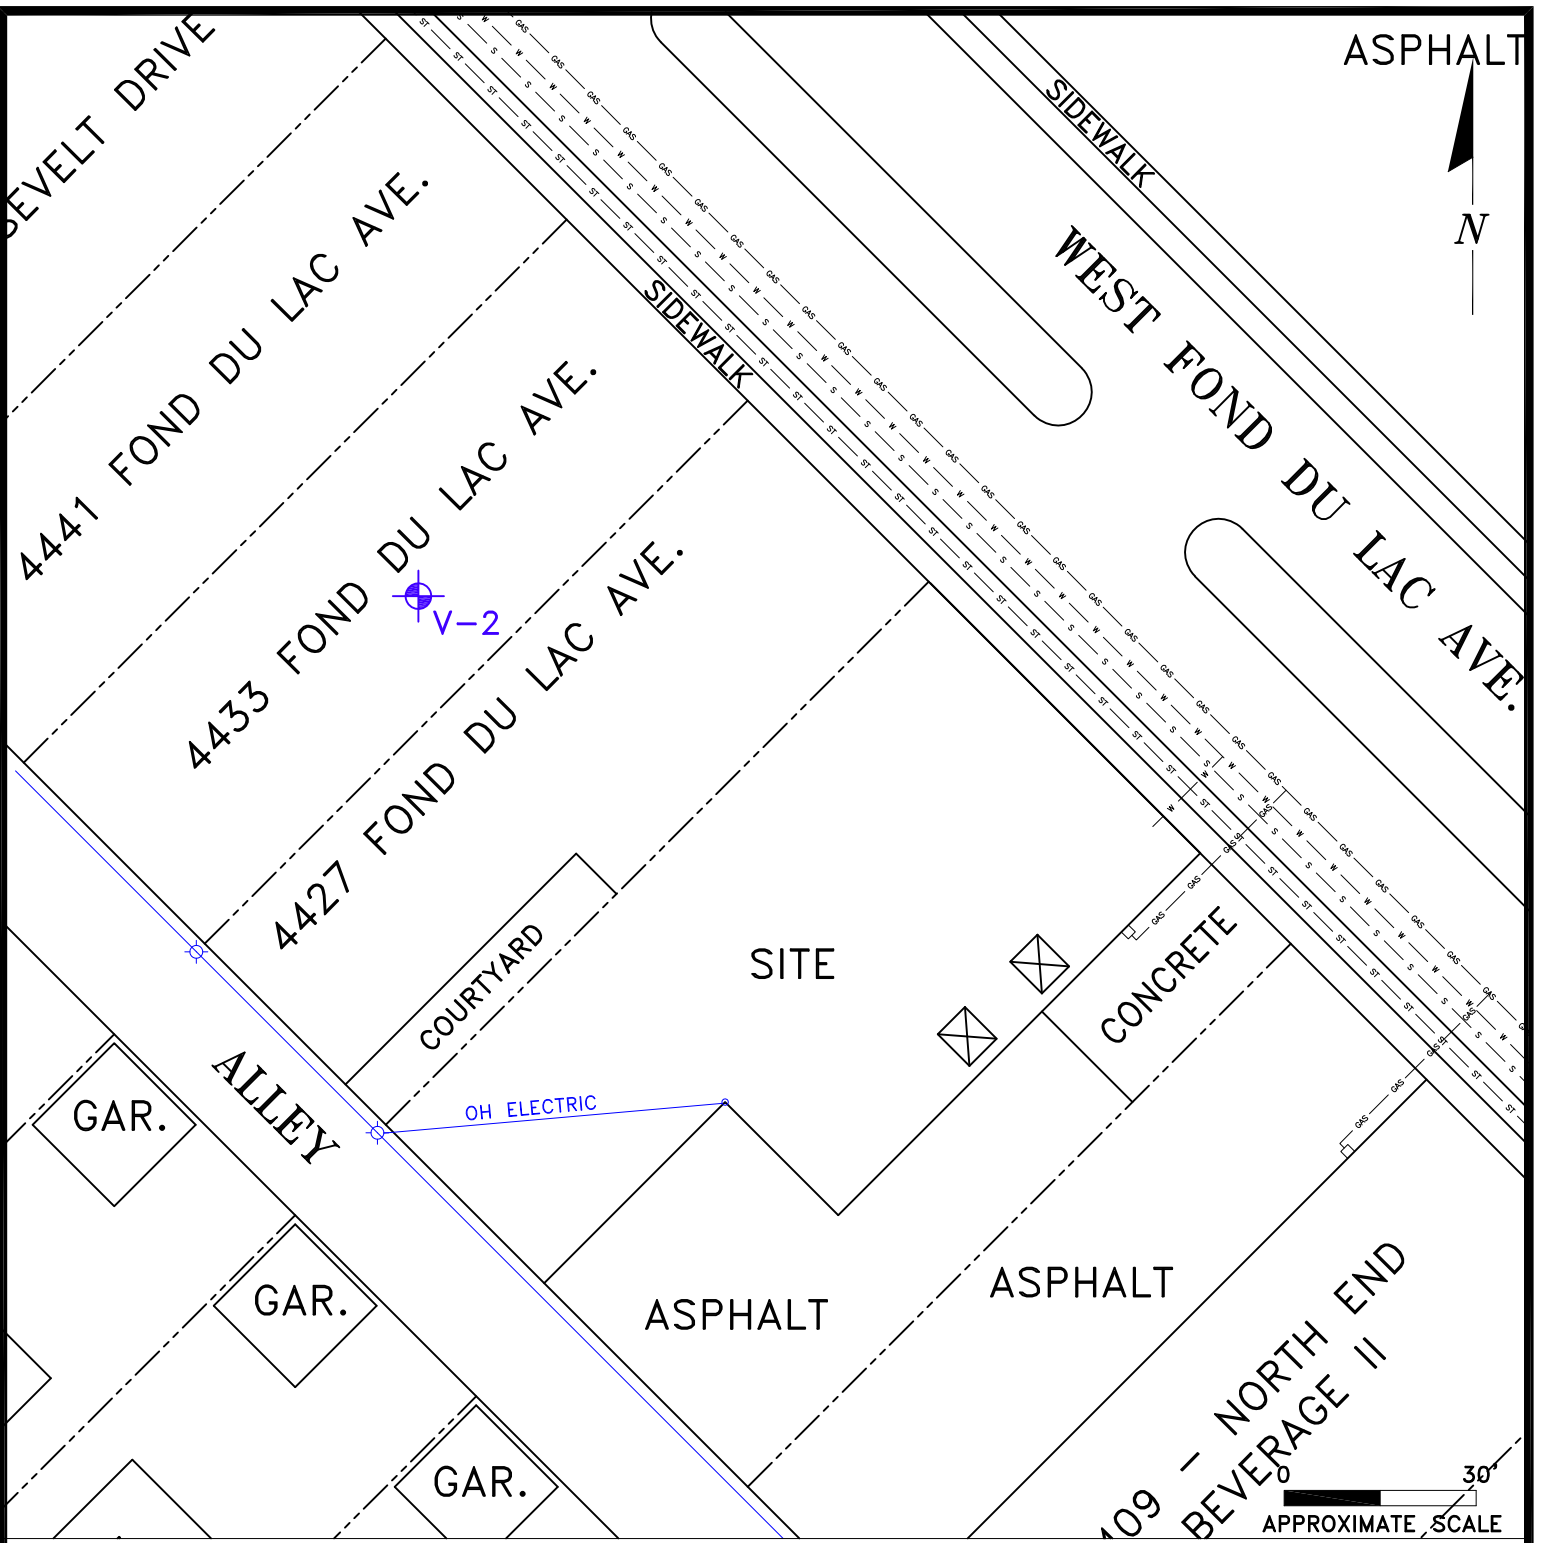 ASPHALT
SEVELT DRIVE
SIDEWALK
N
4441 FOND DU LAC AVE.
WEST FOND DU LAC AVE.
SIDEWALK
4433 FOND DU LAC AVE.
V-2
4427 FOND DU LAC AVE.
SITE
CONCRETE
COURTYARD
OH ELECTRIC
ALLEY
GAR.
GAR.
GAR.
ASPHALT
ASPHALT
409 - NORTH END
BEVERAGE II
0 30'
APPROXIMATE SCALE
GAS
W
S
ST